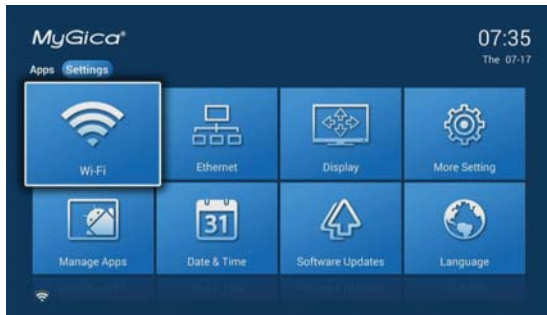 MyGica®
07:35
The 07-17
Apps Settings
Wi-Fi Ethernet Display More Setting
31
Manage Apps Date & Time Software Updates Language